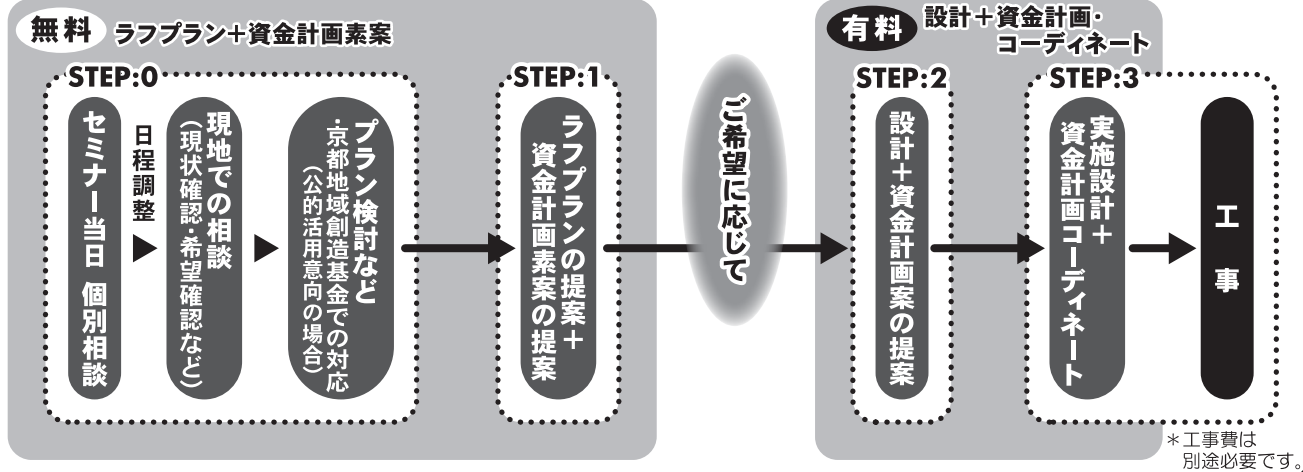 無料
ラフプラン＋資金計画素案
STEP:0
セミナー当日 個別相談
日程調整
現地での相談
（現状確認・希望確認など）
プラン検討など
・京都地域創造基金での対応
（公的活用意向の場合）
STEP:1
ラフプランの提案＋
資金計画素案の提案
ご希望に応じて
有料
設計＋資金計画・
コーディネート
STEP:2
設計＋資金計画案の提案
STEP:3
実施設計＋
資金計画コーディネート
工事
＊工事費は
別途必要です。